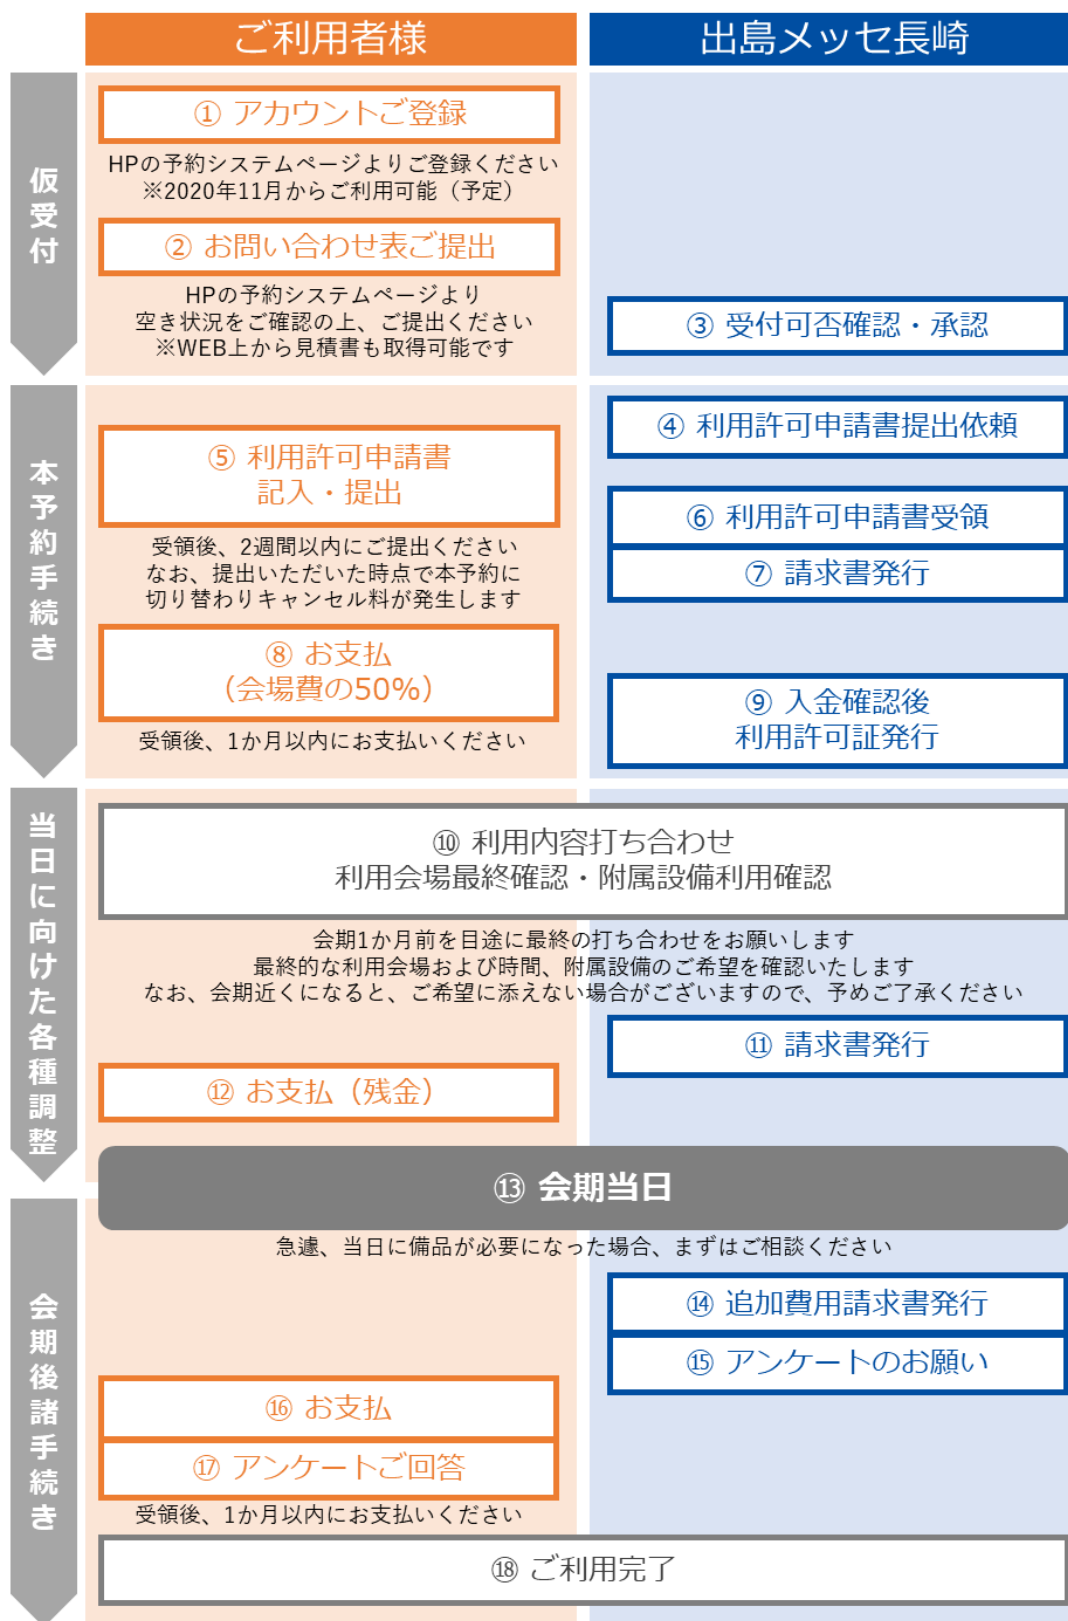 ご利用者様
出島メッセ長崎
仮受付
① アカウントご登録
HPの予約システムページよりご登録ください
※2020年11月からご利用可能（予定）
② お問い合わせ表ご提出
HPの予約システムページより
空き状況をご確認の上、ご提出ください
※WEB上から見積書も取得可能です
③ 受付可否確認・承認
本予約手続き
④ 利用許可申請書提出依頼
⑤ 利用許可申請書
記入・提出
受領後、2週間以内にご提出ください
なお、提出いただいた時点で本予約に
切り替わりキャンセル料が発生します
⑥ 利用許可申請書受領
⑦ 請求書発行
⑧ お支払
（会場費の50%）
受領後、1か月以内にお支払いください
⑨ 入金確認後
利用許可証発行
当日に向けた各種調整
⑩ 利用内容打ち合わせ
利用会場最終確認・附属設備利用確認
会期1か月前を目途に最終の打ち合わせをお願いします
最終的な利用会場および時間、附属設備のご希望を確認いたします
なお、会期近くになると、ご希望に添えない場合がございますので、予めご了承ください
⑪ 請求書発行
⑫ お支払（残金）
⑬ 会期当日
急遽、当日に備品が必要になった場合、まずはご相談ください
会期後諸手続き
⑭ 追加費用請求書発行
⑮ アンケートのお願い
⑯ お支払
⑰ アンケートご回答
受領後、1か月以内にお支払いください
⑱ ご利用完了